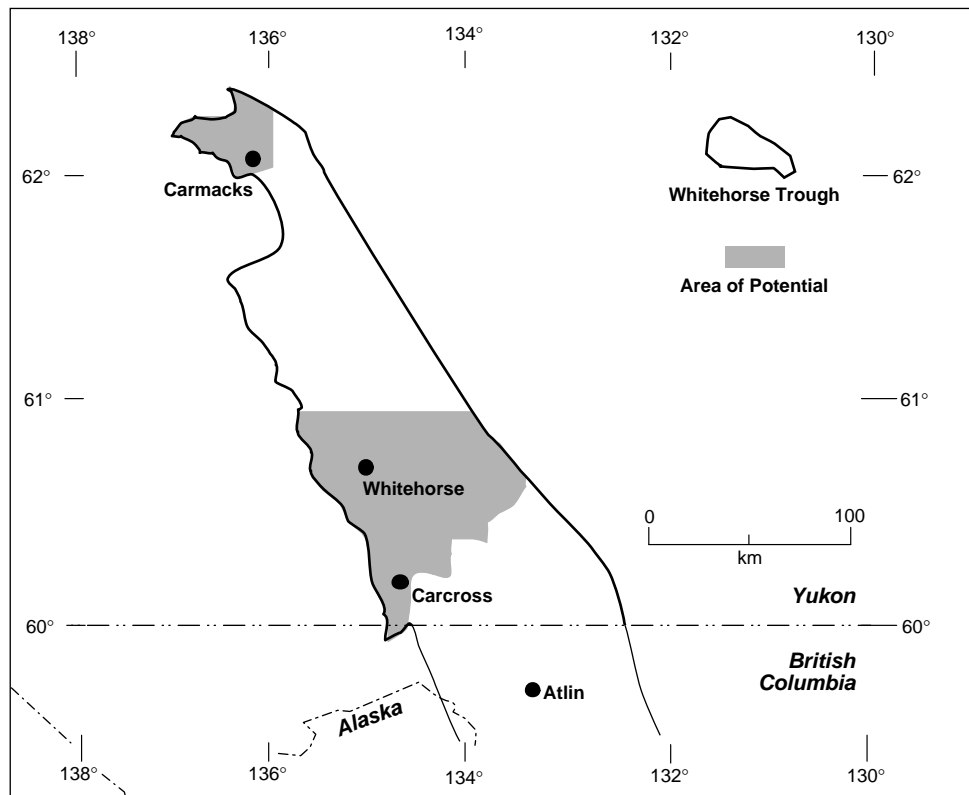 138° 136° 134° 132° 130°
62° 62°
Carmacks
Whitehorse Trough
Area of Potential
61° 61°
Whitehorse
0 100
km
Carcross
Yukon
60° 60°
British
Columbia
Atlin
Alaska
138° 136° 134° 132° 130°